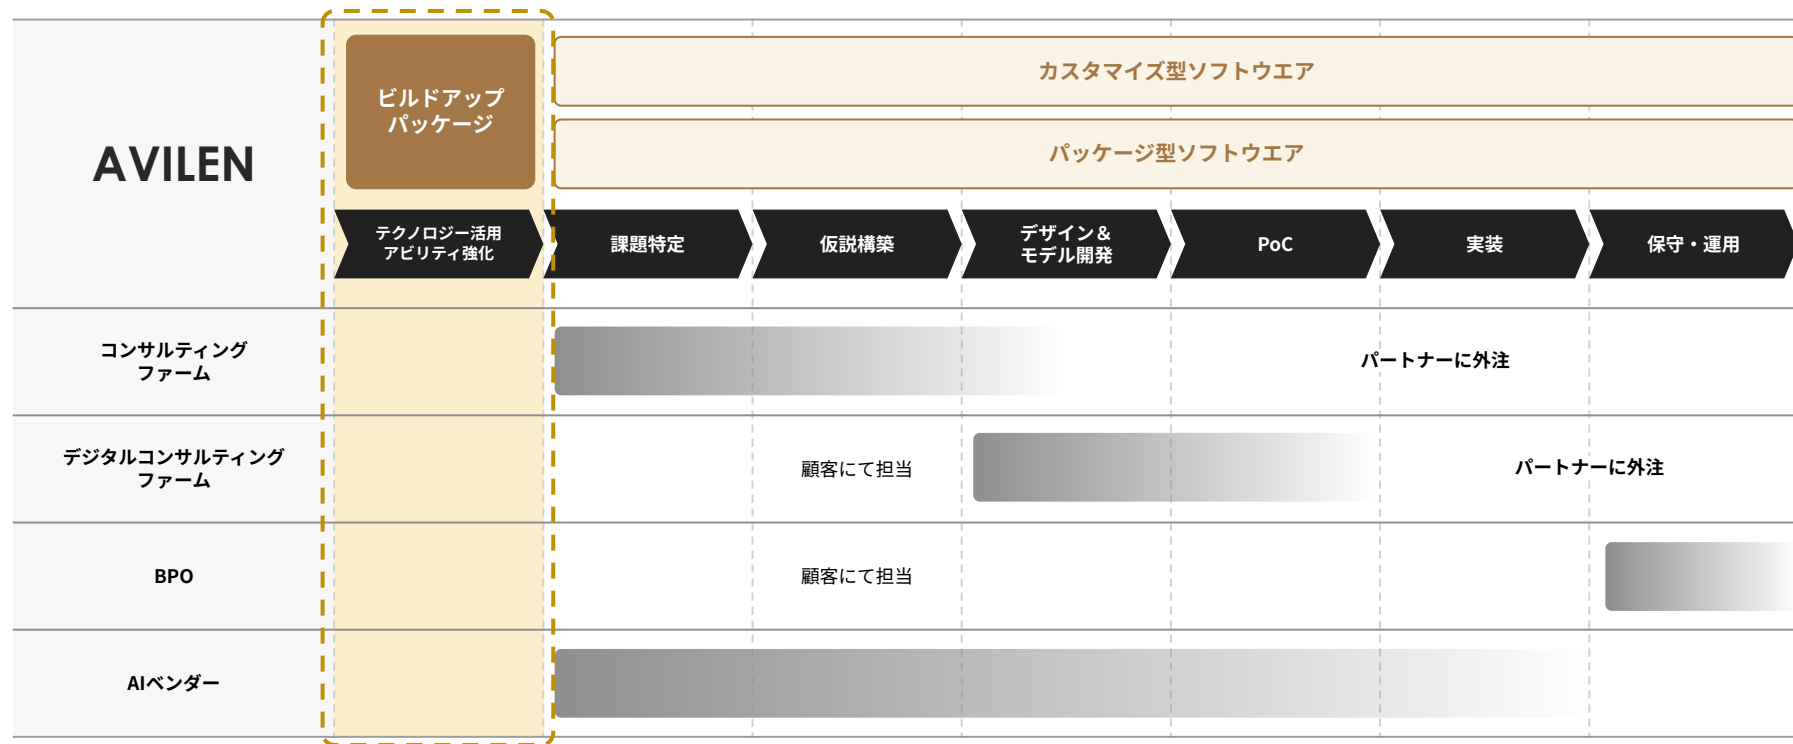 ビルドアップ
パッケージ
カスタマイズ型ソフトウエア
パッケージ型ソフトウエア
AVILEN
テクノロジー活用
アビリティ強化
課題特定
仮説構築
デザイン＆
モデル開発
PoC
実装
保守・運用
コンサルティング
ファーム
パートナーに外注
デジタルコンサルティング
ファーム
顧客にて担当
パートナーに外注
BPO
顧客にて担当
AIベンダー